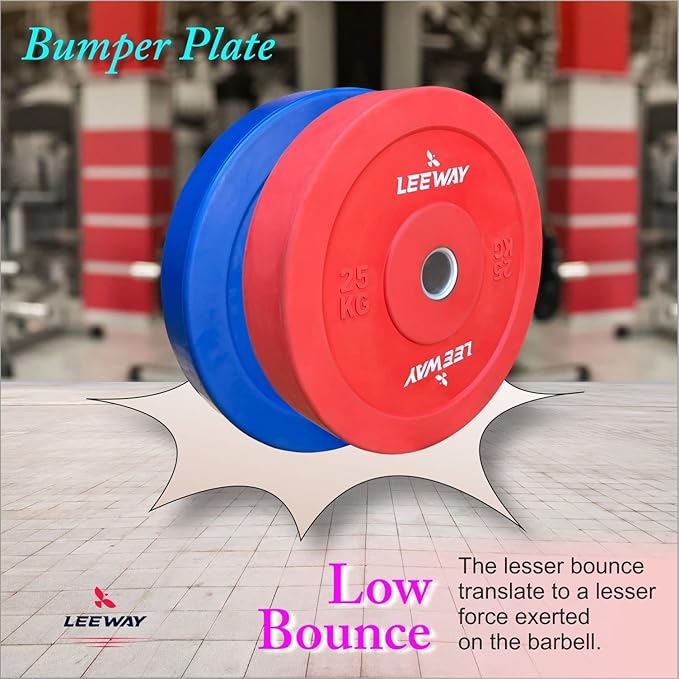 Bumper Plate
LEEWAY
25
KG
25
KG
LEEWAY
Low
Bounce
The lesser bounce
translate to a lesser
force exerted
on the barbell.
LEEWAY